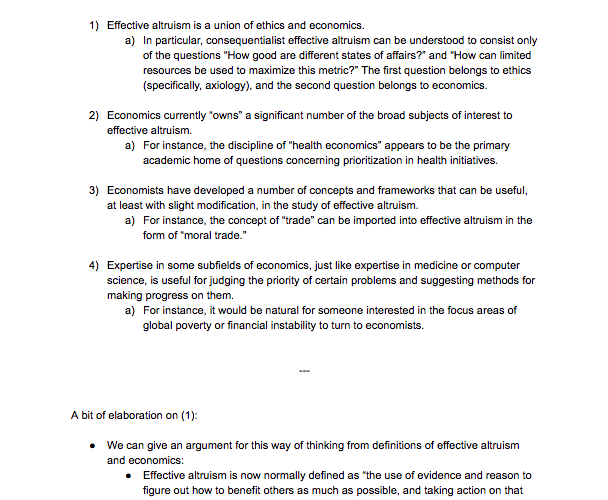 1) Effective altruism is a union of ethics and economics.
a) In particular, consequentialist effective altruism can be understood to consist only
of the questions "How good are different states of affairs?" and "How can limited
resources be used to maximize this metric?" The first question belongs to ethics
(specifically, axiology), and the second question belongs to economics.
2) Economics currently "owns" a significant number of the broad subjects of interest to
effective altruism.
a) For instance, the discipline of "health economics" appears to be the primary
academic home of questions concerning prioritization in health initiatives.
3) Economists have developed a number of concepts and frameworks that can be useful,
at least with slight modification, in the study of effective altruism.
a) For instance, the concept of "trade" can be imported into effective altruism in the
form of "moral trade."
4) Expertise in some subfields of economics, just like expertise in medicine or computer
science, is useful for judging the priority of certain problems and suggesting methods for
making progress on them.
a) For instance, it would be natural for someone interested in the focus areas of
global poverty or financial instability to turn to economists.
---
A bit of elaboration on (1):
● We can give an argument for this way of thinking from definitions of effective altruism
and economics:
● Effective altruism is now normally defined as "the use of evidence and reason to
figure out how to benefit others as much as possible, and taking action on that